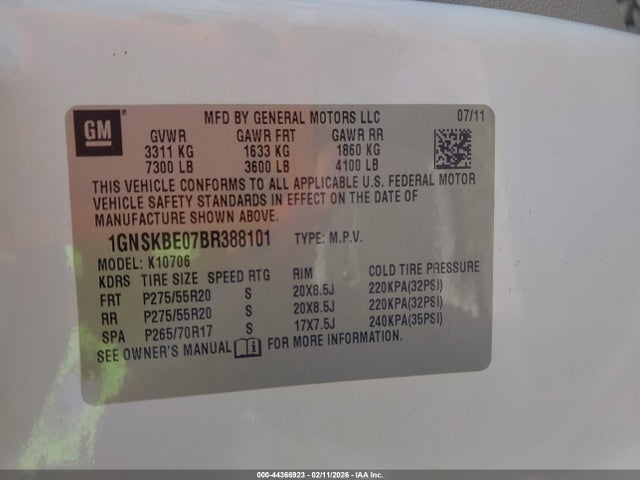 GM
MFD BY GENERAL MOTORS LLC 07/11
GVWR GAWR FRT GAWR RR
3311 KG 1633 KG 1860 KG
7300 LB 3600 LB 4100 LB
THIS VEHICLE CONFORMS TO ALL APPLICABLE U.S. FEDERAL MOTOR
VEHICLE SAFETY STANDARDS IN EFFECT ON THE DATE OF
MANUFACTURE SHOWN ABOVE.
1GNSKBE07BR388101 TYPE: M.P.V.
MODEL: K10706
KDRS TIRE SIZE SPEED RTG RIM COLD TIRE PRESSURE
FRT P275/55R20 S 20X8.5J 220KPA(32PSI)
RR P275/55R20 S 20X8.5J 220KPA(32PSI)
SPA P265/70R17 S 17X7.5J 240KPA(35PSI)
SEE OWNER'S MANUAL FOR MORE INFORMATION.
000-44366923 - 02/11/2026 - IAA Inc.